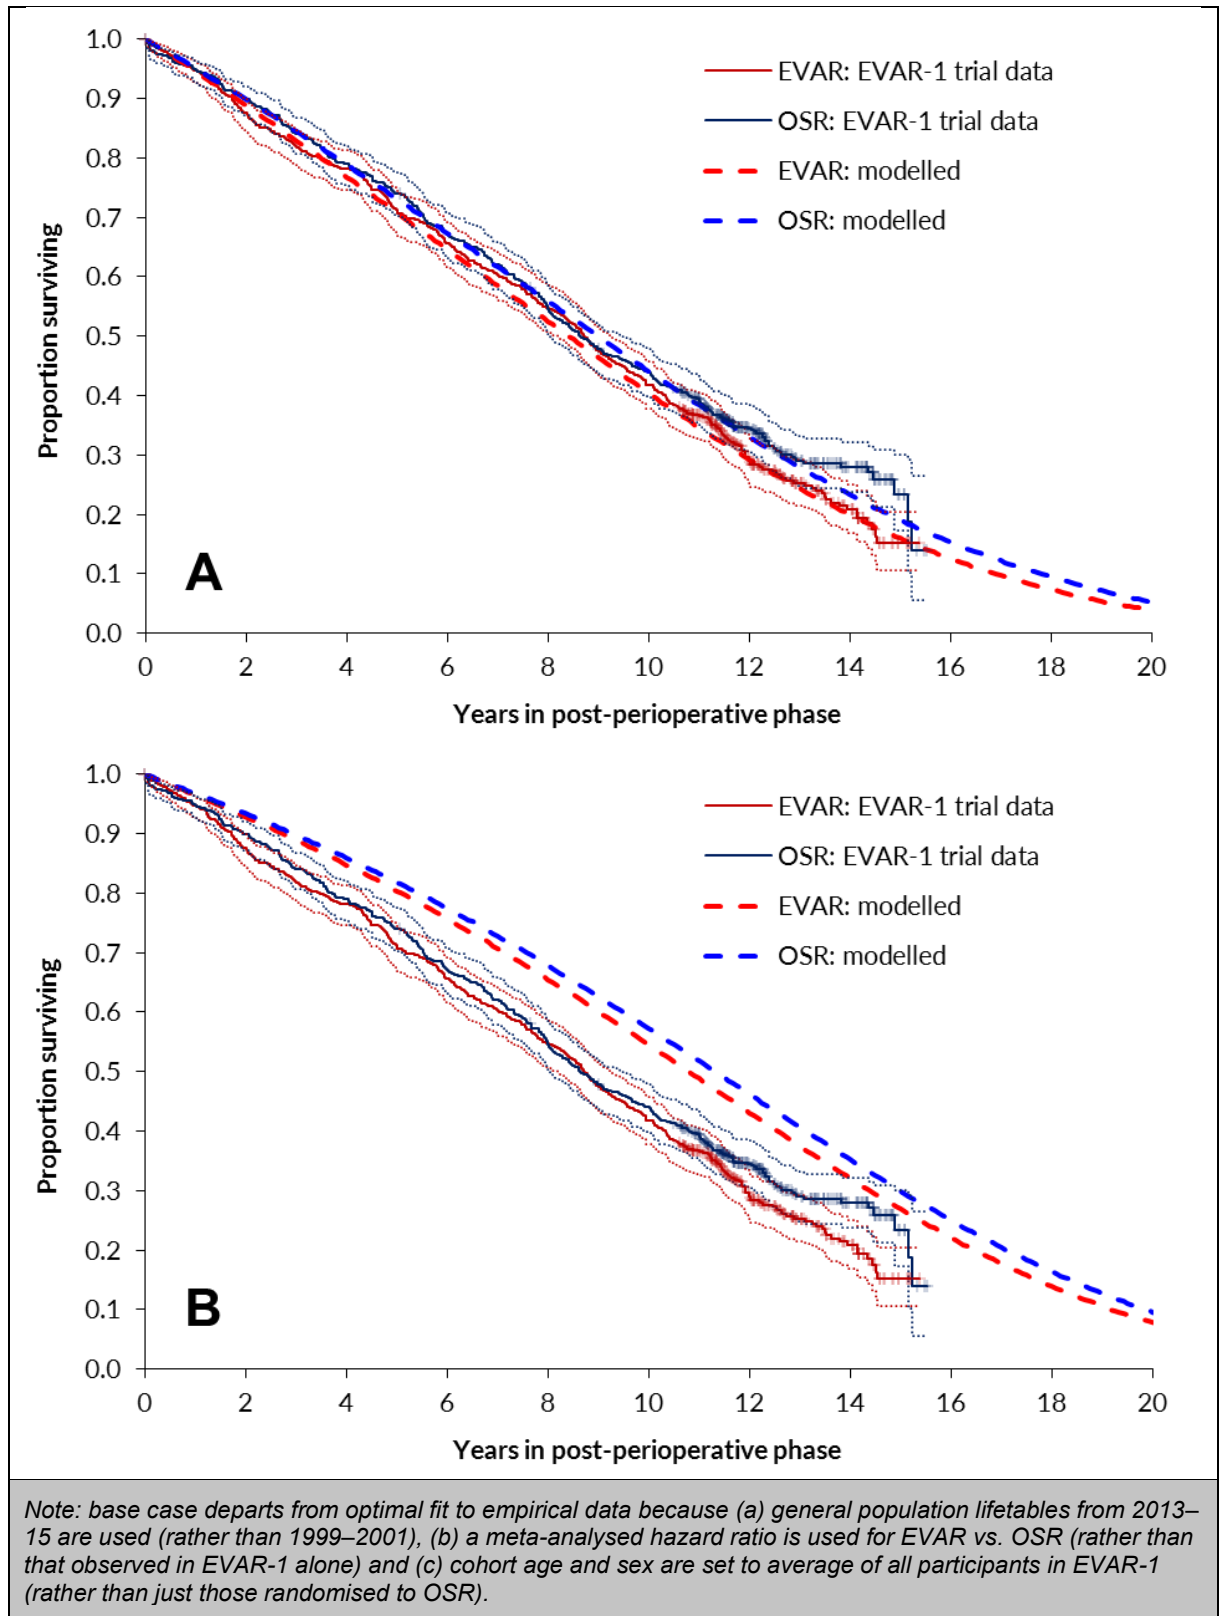 1.0
0.9
0.8
0.7
0.6
0.5
0.4
0.3
0.2
0.1
0.0
Proportion surviving
EVAR: EVAR-1 trial data
OSR: EVAR-1 trial data
EVAR: modelled
OSR: modelled
A
0 2 4 6 8 10 12 14 16 18 20
Years in post-perioperative phase
1.0
0.9
0.8
0.7
0.6
0.5
0.4
0.3
0.2
0.1
0.0
Proportion surviving
EVAR: EVAR-1 trial data
OSR: EVAR-1 trial data
EVAR: modelled
OSR: modelled
B
0 2 4 6 8 10 12 14 16 18 20
Years in post-perioperative phase
Note: base case departs from optimal fit to empirical data because (a) general population lifetables from 2013–
15 are used (rather than 1999–2001), (b) a meta-analysed hazard ratio is used for EVAR vs. OSR (rather than
that observed in EVAR-1 alone) and (c) cohort age and sex are set to average of all participants in EVAR-1
(rather than just those randomised to OSR).